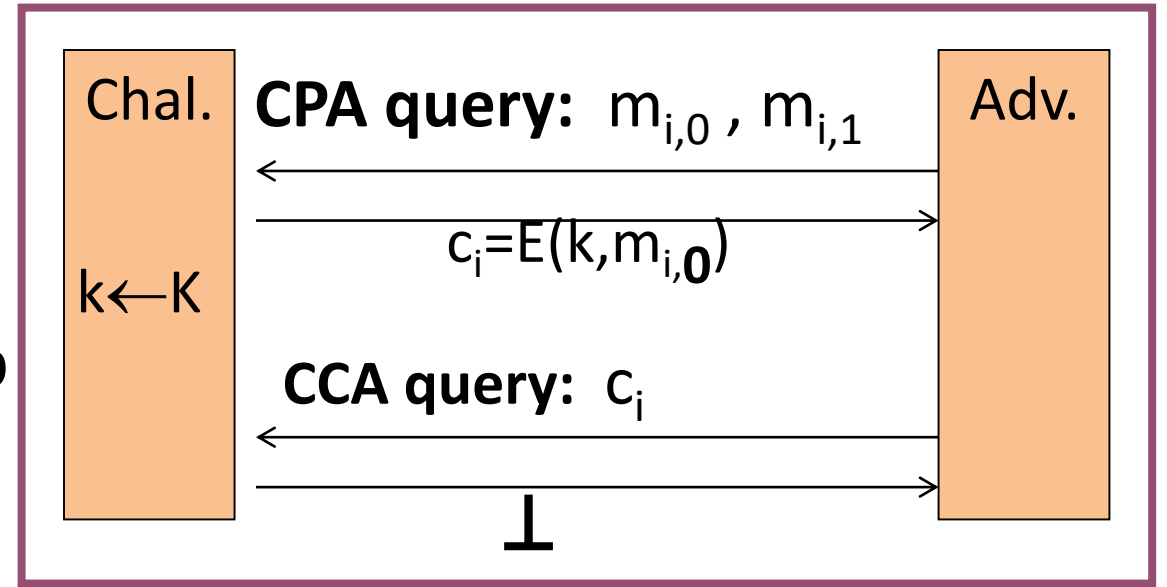 Chal.
CPA query: m_{i,0} , m_{i,1}
Adv.
c_i=E(k,m_{i,0})
k←K
CCA query: c_i
⊥